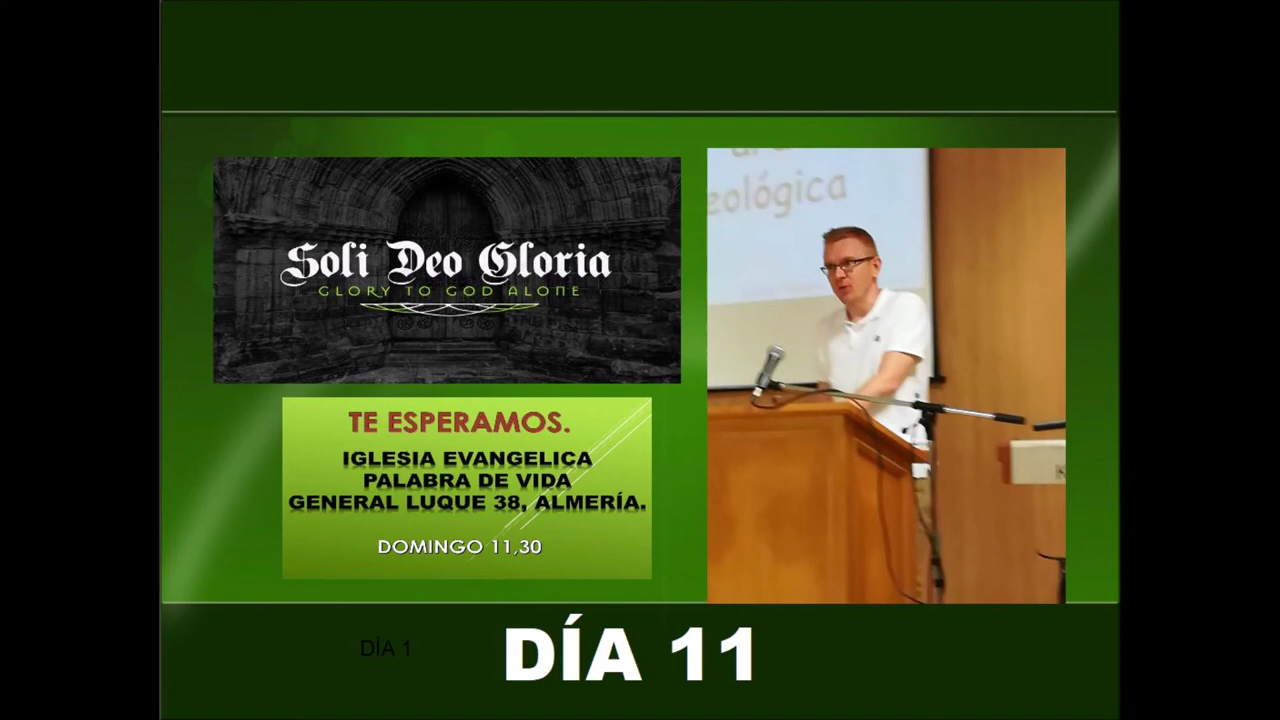 Soli Deo Gloria
GLORY TO GOD ALONE
eológica
TE ESPERAMOS.
IGLESIA EVANGELICA
PALABRA DE VIDA
GENERAL LUQUE 38, ALMERÍA.
DOMINGO 11,30
DÍA 1
DÍA 11